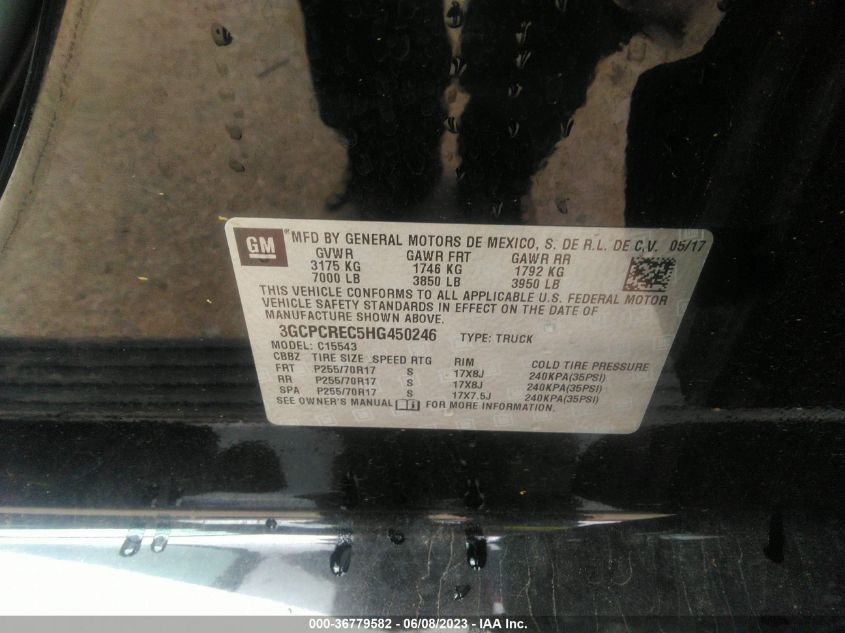 GM
MFD BY GENERAL MOTORS DE MEXICO, S. DE R.L. DE C.V. 05/17
GVWR GAWR FRT GAWR RR
3175 KG 1746 KG 1792 KG
7000 LB 3850 LB 3950 LB
THIS VEHICLE CONFORMS TO ALL APPLICABLE U.S. FEDERAL MOTOR
VEHICLE SAFETY STANDARDS IN EFFECT ON THE DATE OF
MANUFACTURE SHOWN ABOVE.
3GCPCREC5HG450246 TYPE: TRUCK
MODEL: C15543
CBBZ TIRE SIZE SPEED RTG RIM COLD TIRE PRESSURE
FRT P255/70R17 S 17X8J 240KPA(35PSI)
RR P255/70R17 S 17X8J 240KPA(35PSI)
SPA P255/70R17 S 17X7.5J 240KPA(35PSI)
SEE OWNER'S MANUAL FOR MORE INFORMATION.
000-36779582 - 06/08/2023 - IAA Inc.